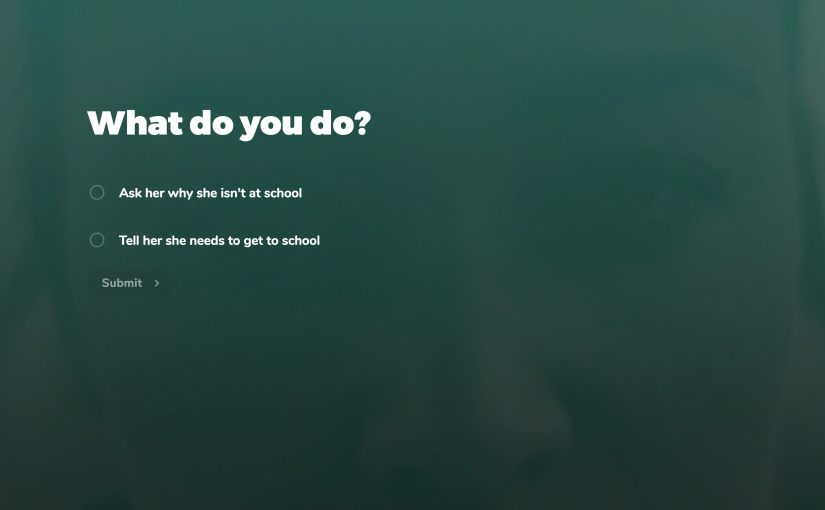 What do you do?
Ask her why she isn't at school
Tell her she needs to get to school
Submit